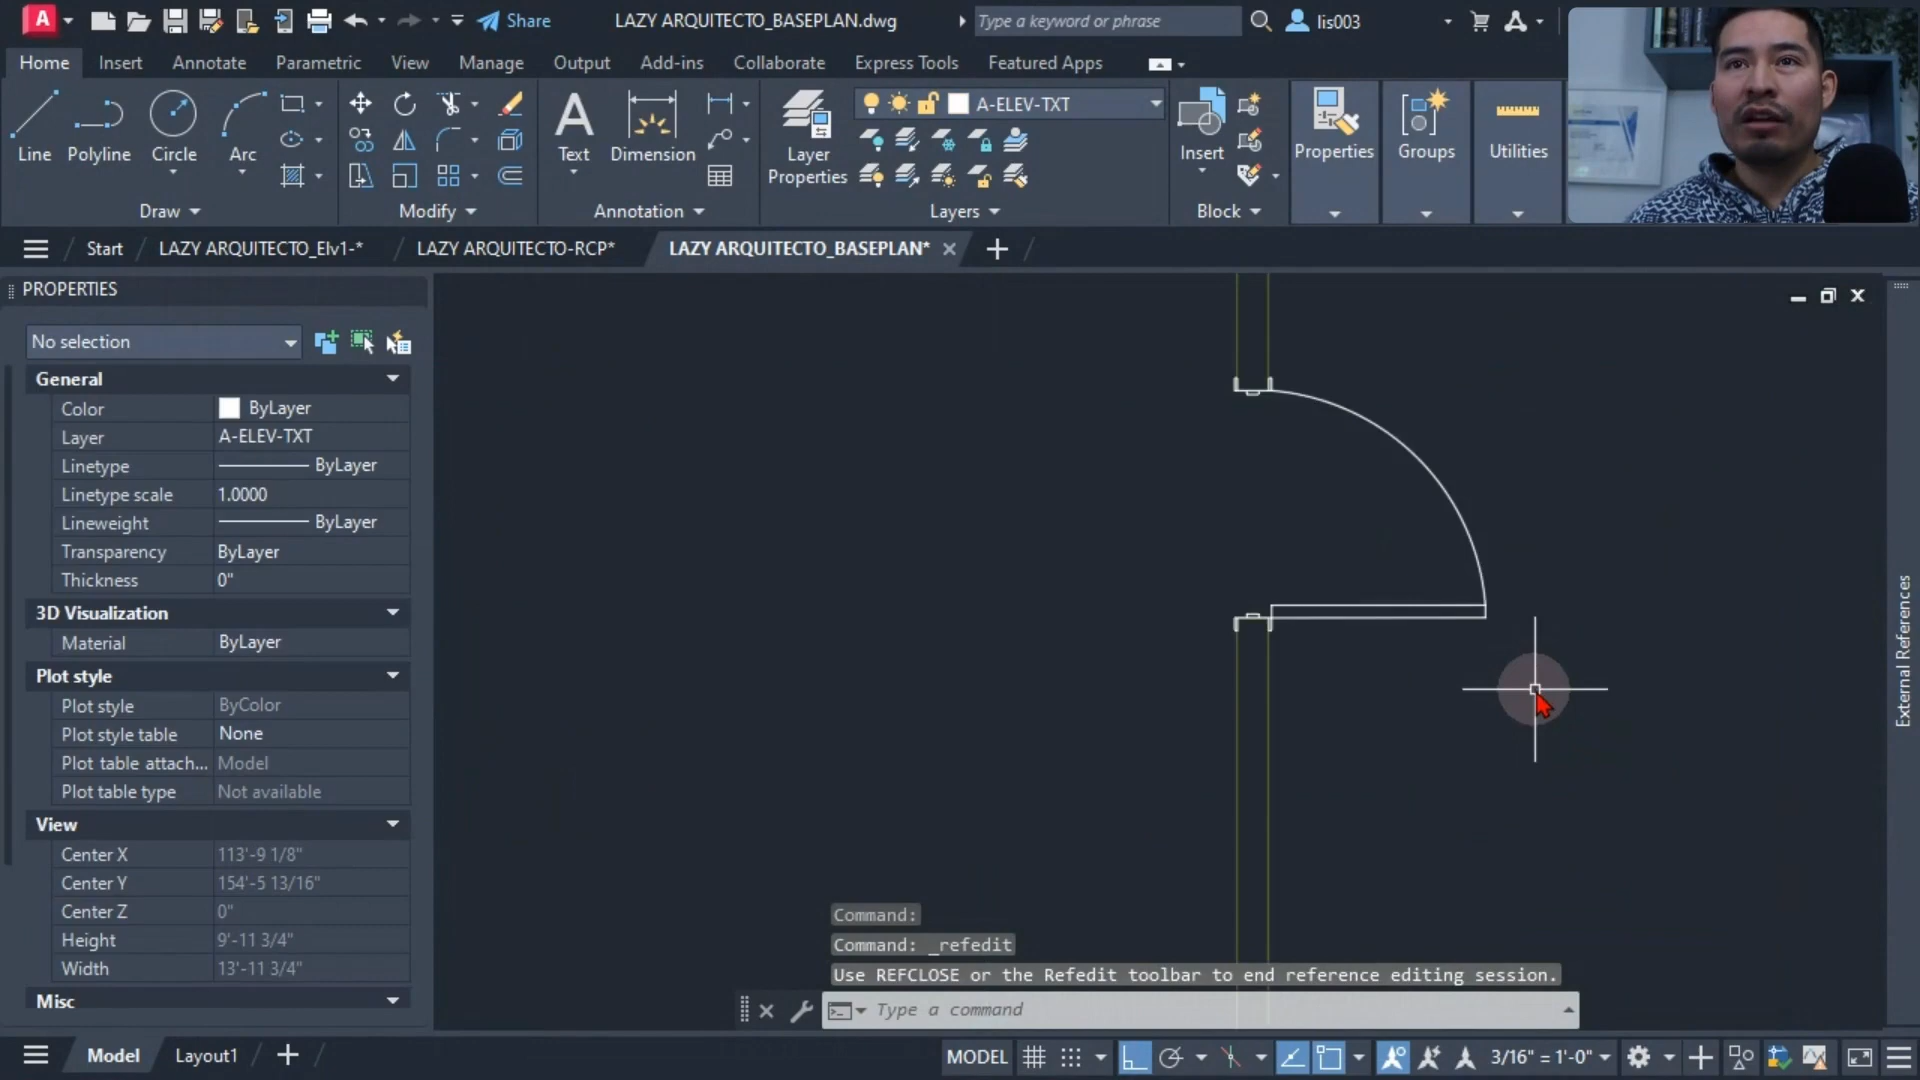 A Share LAZY ARQUITECTO_BASEPLAN.dwg Type a keyword or phrase lis003
Home Insert Annotate Parametric View Manage Output Add-ins Collaborate Express Tools Featured Apps
A-ELEV-TXT
Line Polyline Circle Arc Text Dimension Layer Properties Insert Properties Groups Utilities
Draw Modify Annotation Layers Block
Start LAZY ARQUITECTO_Elv1-* LAZY ARQUITECTO-RCP* LAZY ARQUITECTO_BASEPLAN*
PROPERTIES
No selection
General
Color ByLayer
Layer A-ELEV-TXT
Linetype ByLayer
Linetype scale 1.0000
Lineweight ByLayer
Transparency ByLayer
Thickness 0"
3D Visualization
Material ByLayer
Plot style
Plot style ByColor
Plot style table None
Plot table attach... Model
Plot table type Not available
View
Center X 113'-9 1/8"
Center Y 154'-5 13/16"
Center Z 0"
Height 9'-11 3/4"
Width 13'-11 3/4"
Misc
External References
Command:
Command: _refedit
Use REFCLOSE or the Refedit toolbar to end reference editing session.
Type a command
Model Layout1 MODEL 3/16" = 1'-0"